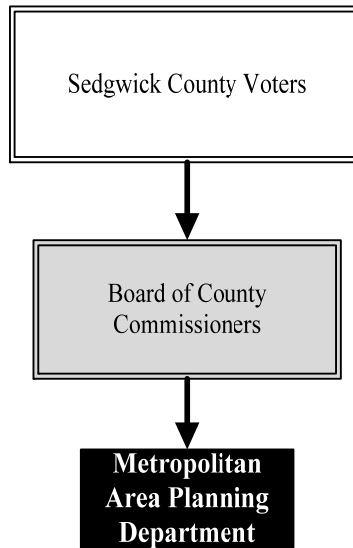 Sedgwick County Voters
Board of County
Commissioners
Metropolitan
Area Planning
Department